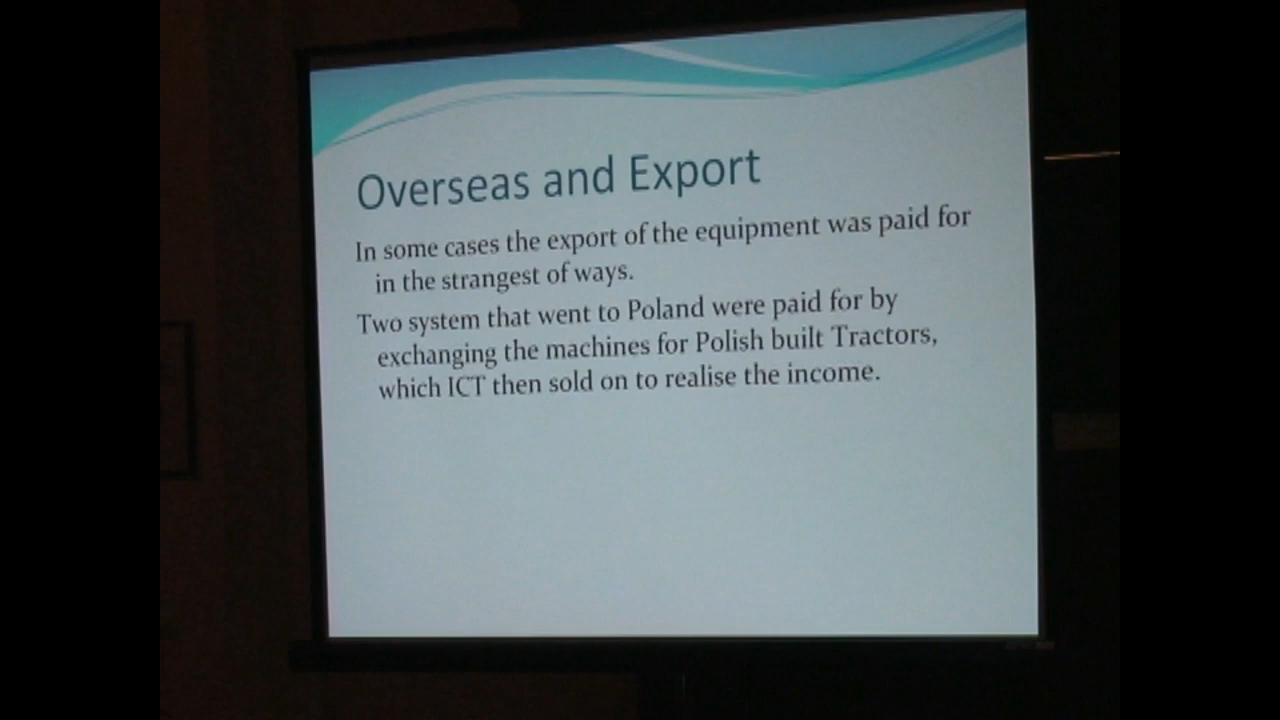 Overseas and Export
In some cases the export of the equipment was paid for
in the strangest of ways.
Two system that went to Poland were paid for by
exchanging the machines for Polish built Tractors,
which ICT then sold on to realise the income.